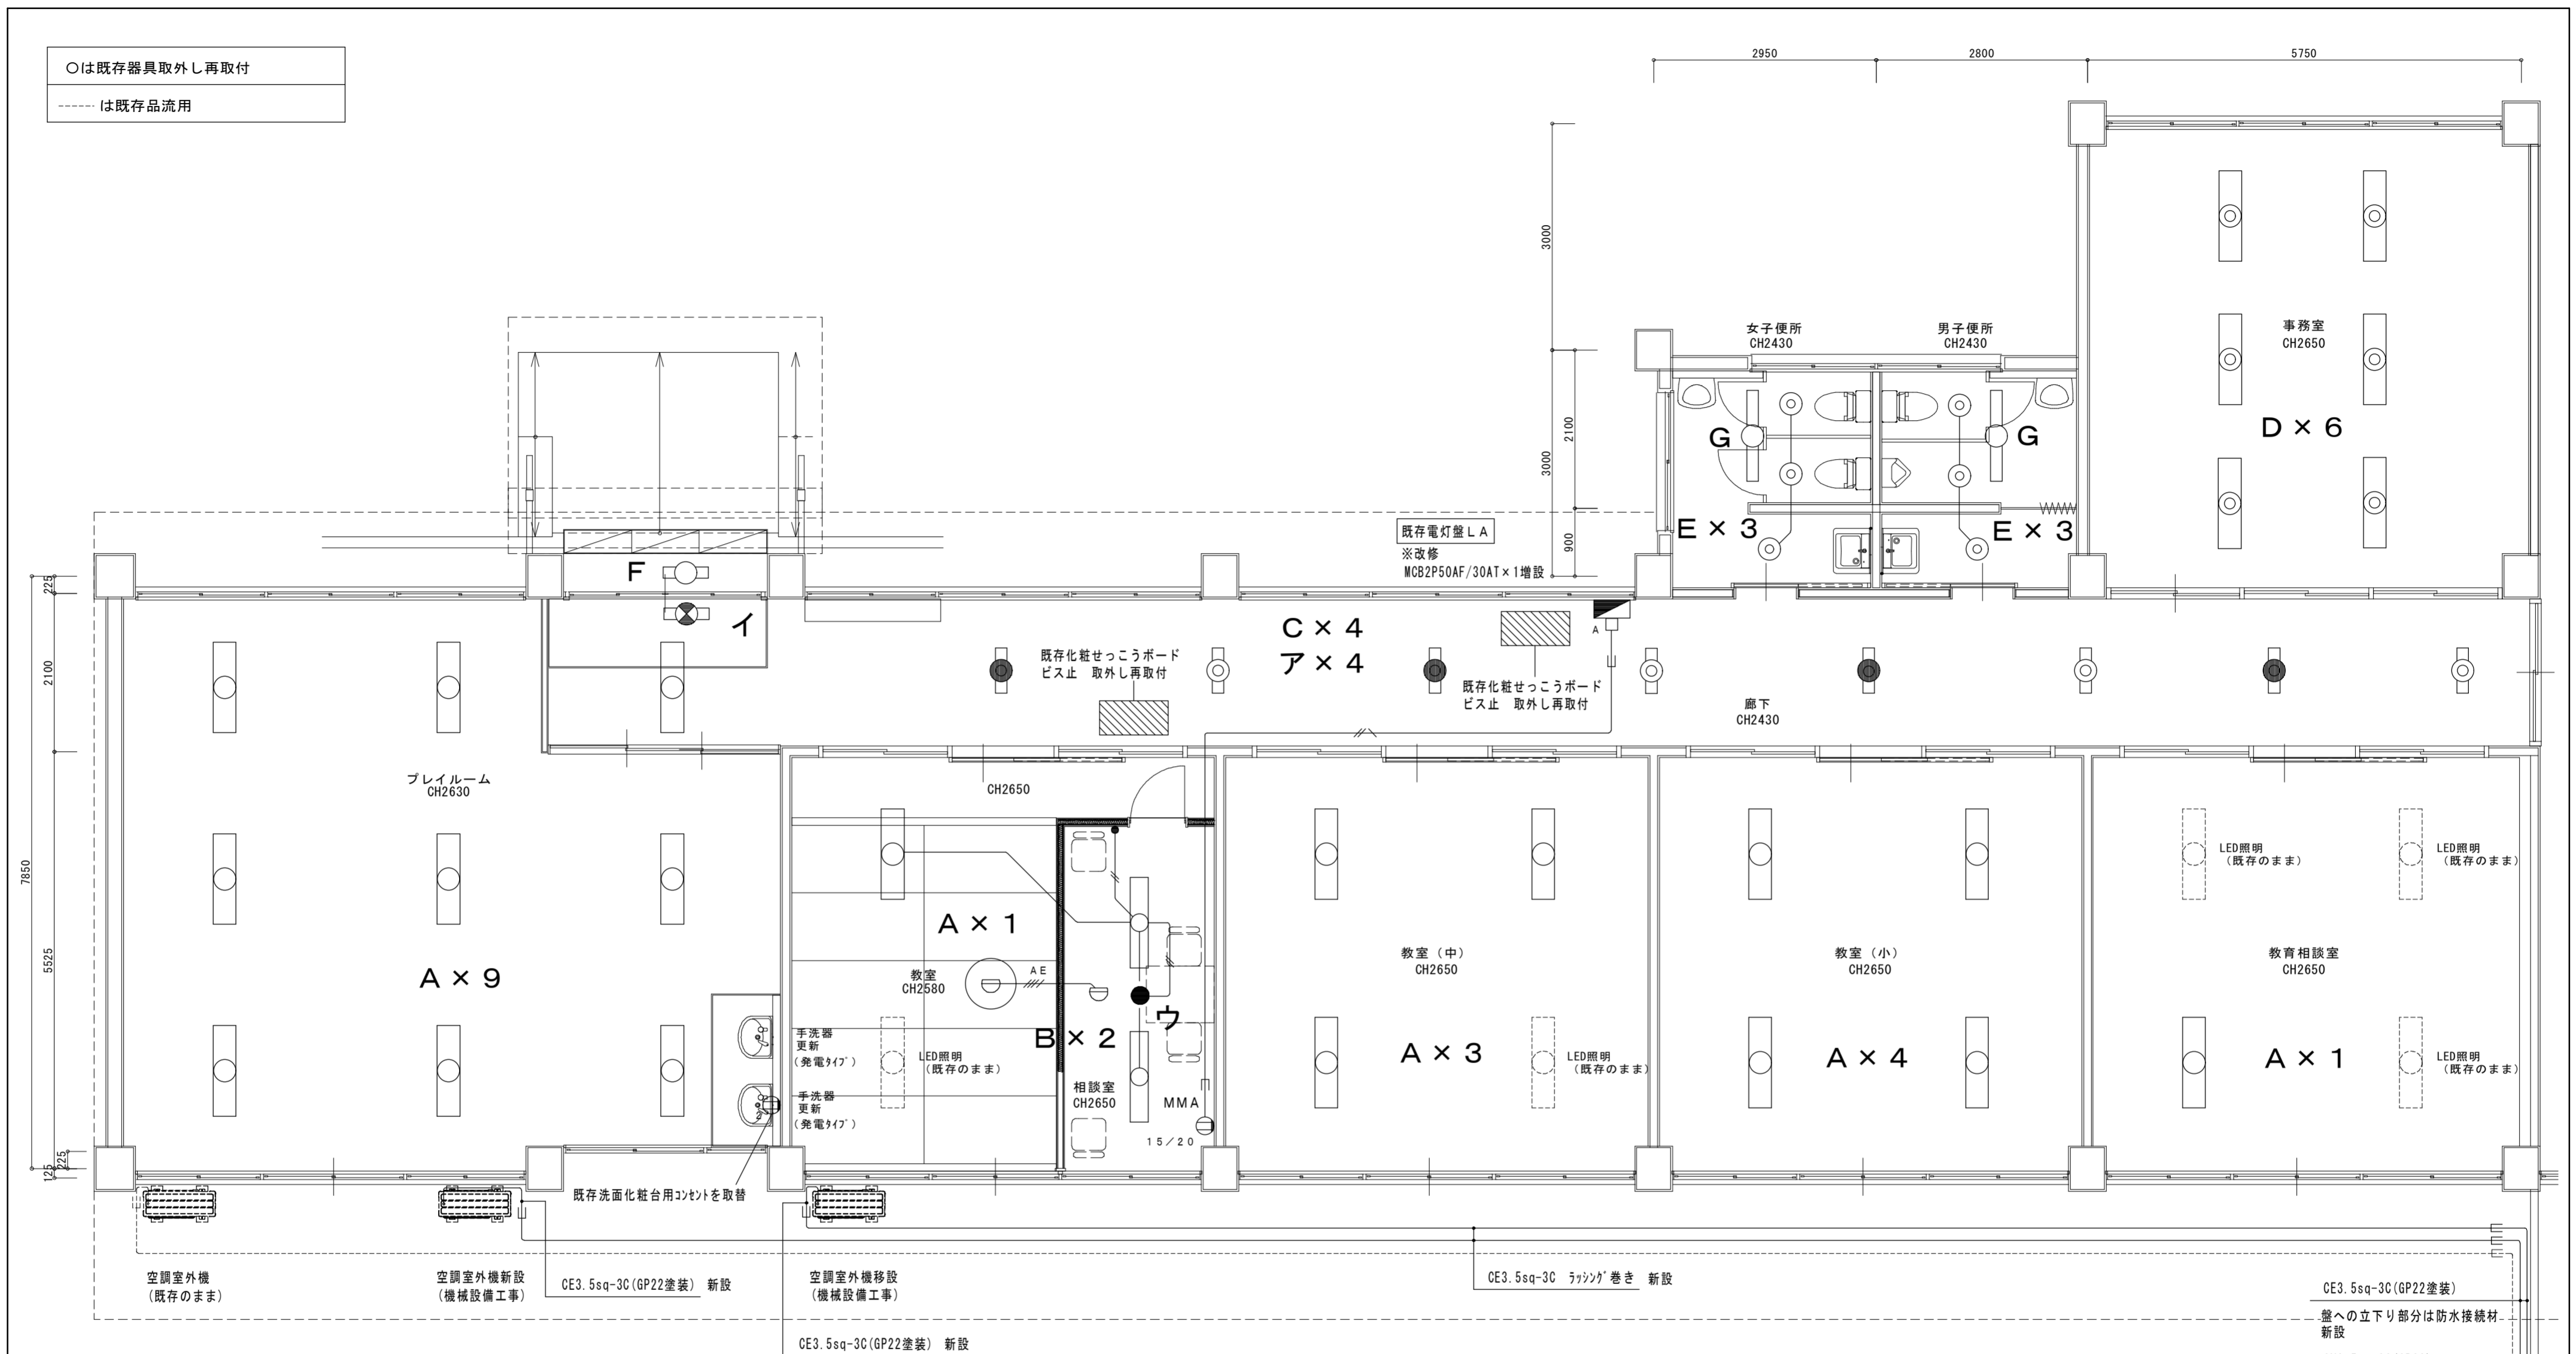 〇は既存器具取外し再取付
------ は既存品流用
2950
2800
5750
3000
3000
2100
900
女子便所
CH2430
男子便所
CH2430
事務室
CH2650
G
G
D × 6
E × 3
E × 3
既存電灯盤LA
※改修
MCB2P50AF/30AT×1増設
F
イ
C × 4
ア × 4
A
既存化粧せっこうボード
ビス止　取外し再取付
既存化粧せっこうボード
ビス止　取外し再取付
廊下
CH2430
225
2100
7850
5525
225
125
プレイルーム
CH2630
CH2650
A × 9
A × 1
教室
CH2580
AE
B × 2
ウ
LED照明
(既存のまま)
相談室
CH2650
MMA
15/20
手洗器
更新
(発電ﾀｲﾌﾟ)
手洗器
更新
(発電ﾀｲﾌﾟ)
2
教室（中）
CH2650
A × 3
LED照明
(既存のまま)
教室（小）
CH2650
A × 4
LED照明
(既存のまま)
LED照明
(既存のまま)
教育相談室
CH2650
A × 1
LED照明
(既存のまま)
既存洗面化粧台用ｺﾝｾﾝﾄを取替
空調室外機
(既存のまま)
空調室外機新設
(機械設備工事)
CE3.5sq-3C(GP22塗装)　新設
空調室外機移設
(機械設備工事)
CE3.5sq-3C(GP22塗装)　新設
CE3.5sq-3C　ﾗｯｼﾝｸﾞ巻き　新設
CE3.5sq-3C(GP22塗装)
盤への立下り部分は防水接続材
新設